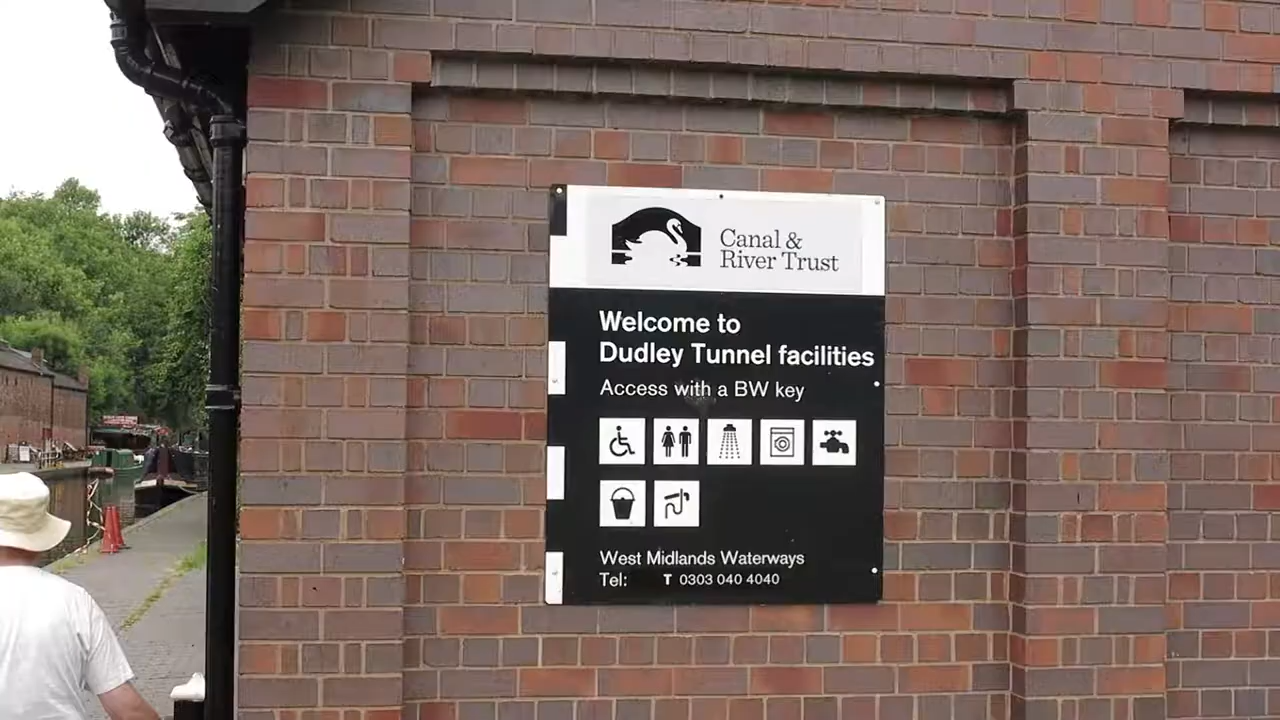 Canal &
River Trust
Welcome to
Dudley Tunnel facilities
Access with a BW key
West Midlands Waterways
Tel: T 0303 040 4040